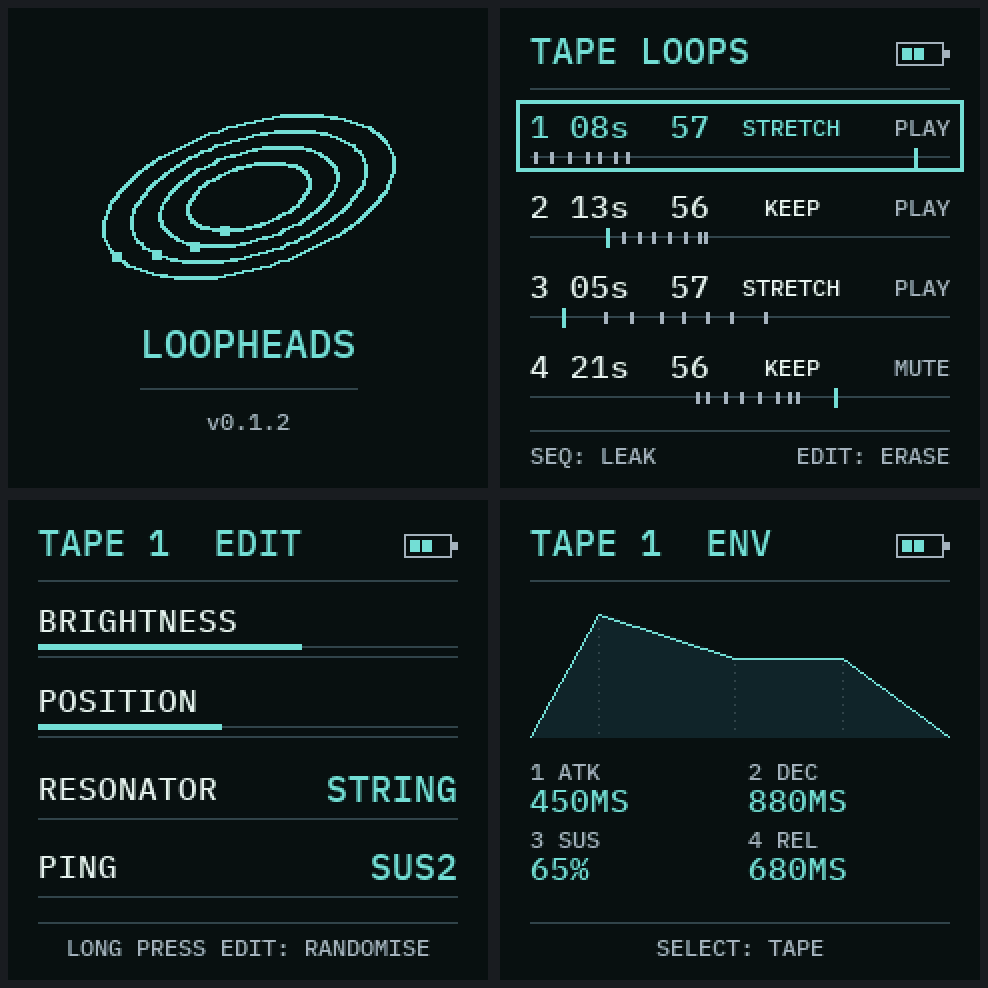 LOOPHEADS
v0.1.2
TAPE LOOPS
1 08s 57 STRETCH PLAY
2 13s 56 KEEP PLAY
3 05s 57 STRETCH PLAY
4 21s 56 KEEP MUTE
SEQ: LEAK EDIT: ERASE
TAPE 1 EDIT
BRIGHTNESS
POSITION
RESONATOR STRING
PING SUS2
LONG PRESS EDIT: RANDOMISE
TAPE 1 ENV
1 ATK 2 DEC
450MS 880MS
3 SUS 4 REL
65% 680MS
SELECT: TAPE